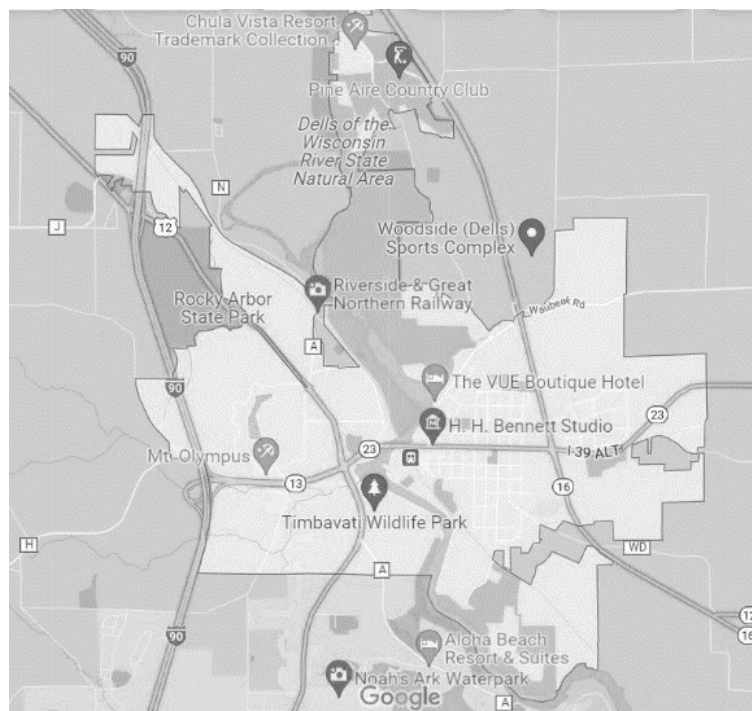 Chula Vista Resort
Trademark Collection
90
Pine Aire Country Club
Dells of the
Wisconsin
River State
Natural Area
N
J
12
Woodside (Dells)
Sports Complex
Rocky Arbor
State Park
Riverside & Great
Northern Railway
Waubeek Rd
A
90
The VUE Boutique Hotel
23
H. H. Bennett Studio
23
I 39 ALT
Mt. Olympus
13
16
Timbavati Wildlife Park
H
WD
A
12
16
90
Aloha Beach
Resort & Suites
Noah's Ark Waterpark
Google
A